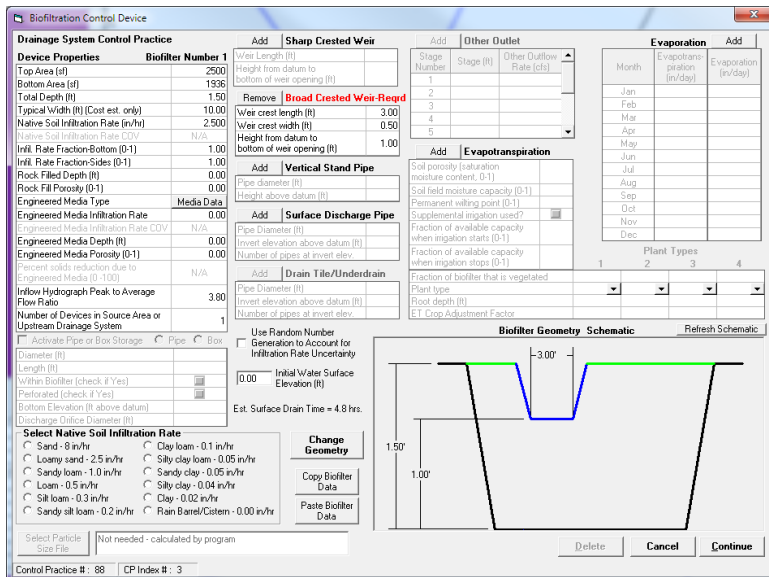 Biofiltration Control Device
Drainage System Control Practice
Device Properties Biofilter Number 1
Top Area (sf) 2500
Bottom Area (sf) 1936
Total Depth (ft) 1.50
Typical Width (ft) (Cost est. only) 10.00
Native Soil Infiltration Rate (in/hr) 2.500
Native Soil Infiltration Rate COV N/A
Infil. Rate Fraction-Bottom (0-1) 1.00
Infil. Rate Fraction-Sides (0-1) 1.00
Rock Filled Depth (ft) 0.00
Rock Fill Porosity (0-1) 0.00
Engineered Media Type Media Data
Engineered Media Infiltration Rate 0.00
Engineered Media Infiltration Rate COV N/A
Engineered Media Depth (ft) 0.00
Engineered Media Porosity (0-1) 0.00
Percent solids reduction due to
Engineered Media (0 -100) N/A
Inflow Hydrograph Peak to Average
Flow Ratio 3.80
Number of Devices in Source Area or
Upstream Drainage System 1
Activate Pipe or Box Storage Pipe Box
Diameter (ft)
Length (ft)
Within Biofilter (check if Yes)
Perforated (check if Yes)
Bottom Elevation (ft above datum)
Discharge Orifice Diameter (ft)
Select Native Soil Infiltration Rate
Sand - 8 in/hr
Loamy sand - 2.5 in/hr
Sandy loam - 1.0 in/hr
Loam - 0.5 in/hr
Silt loam - 0.3 in/hr
Sandy silt loam - 0.2 in/hr
Clay loam - 0.1 in/hr
Silty clay loam - 0.05 in/hr
Sandy clay - 0.05 in/hr
Silty clay - 0.04 in/hr
Clay - 0.02 in/hr
Rain Barrel/Cistern - 0.00 in/hr
Select Particle
Size File
Not needed - calculated by program
Control Practice # : 88 CP Index # : 3
Add Sharp Crested Weir
Weir Length (ft)
Height from datum to
bottom of weir opening (ft)
Remove Broad Crested Weir-Reqrd
Weir crest length (ft) 3.00
Weir crest width (ft) 0.50
Height from datum to
bottom of weir opening (ft) 1.00
Add Vertical Stand Pipe
Pipe diameter (ft)
Height above datum (ft)
Add Surface Discharge Pipe
Pipe Diameter (ft)
Invert elevation above datum (ft)
Number of pipes at invert elev.
Add Drain Tile/Underdrain
Pipe Diameter (ft)
Invert elevation above datum (ft)
Number of pipes at invert elev.
Use Random Number
Generation to Account for
Infiltration Rate Uncertainty
0.00 Initial Water Surface
Elevation (ft)
Est. Surface Drain Time = 4.8 hrs.
Change
Geometry
Copy Biofilter
Data
Paste Biofilter
Data
Add Other Outlet
Stage
Number
Stage (ft)
Other Outflow
Rate (cfs)
1
2
3
4
5
Add Evapotranspiration
Soil porosity (saturation
moisture content, 0-1)
Soil field moisture capacity (0-1)
Permanent wilting point (0-1)
Supplemental irrigation used?
Fraction of available capacity
when irrigation starts (0-1)
Fraction of available capacity
when irrigation stops (0-1)
Fraction of biofilter that is vegetated
Plant type
Root depth (ft)
ET Crop Adjustment Factor
Evaporation Add
Month
Evapotrans-
piration
(in/day)
Evaporation
(in/day)
Jan
Feb
Mar
Apr
May
Jun
Jul
Aug
Sep
Oct
Nov
Dec
Plant Types
1 2 3 4
Biofilter Geometry Schematic
Refresh Schematic
3.00'
1.50'
1.00'
Delete
Cancel
Continue